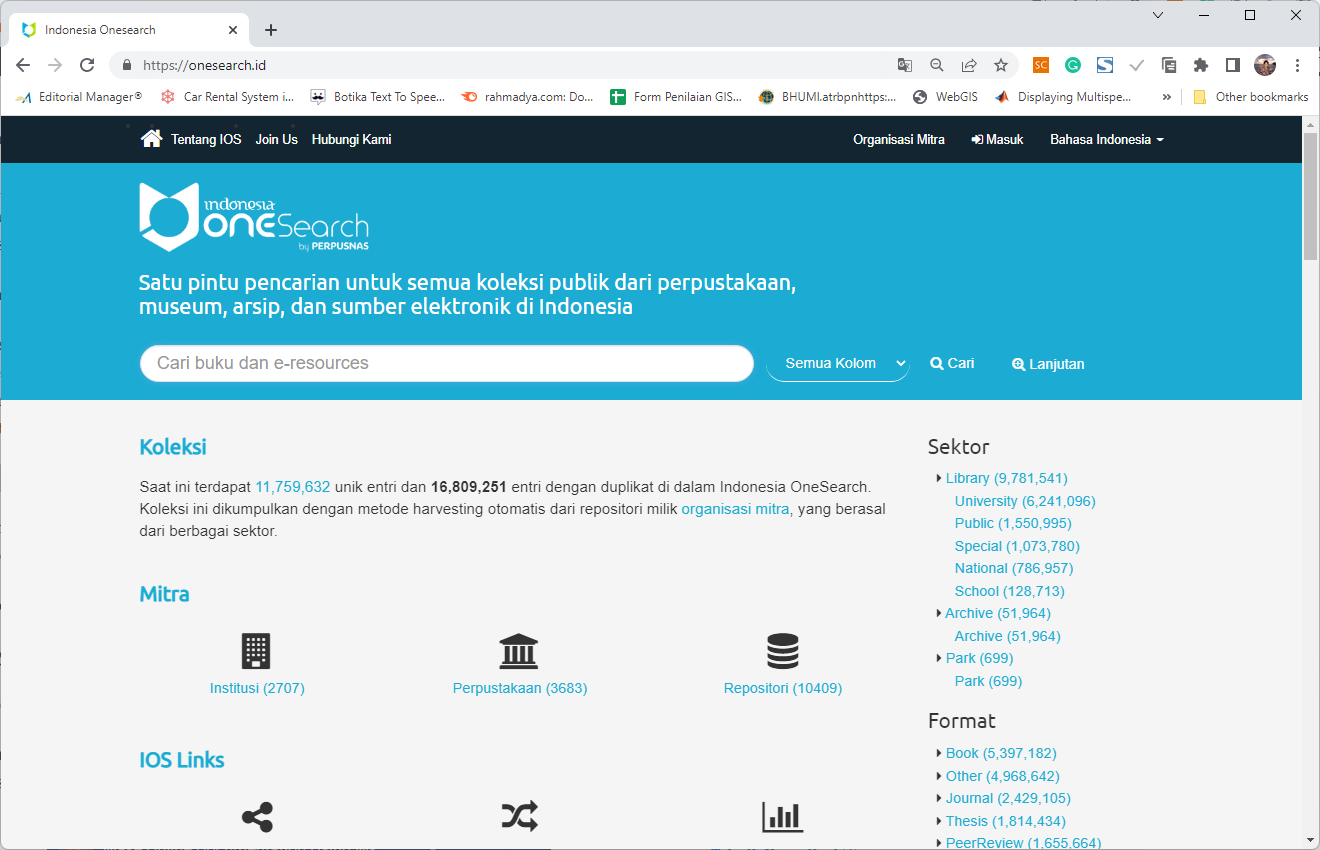 Indonesia Onesearch
https://onesearch.id
Editorial Manager®
Car Rental System i...
Botika Text To Spee...
rahmadya.com: Do...
Form Penilaian GIS...
BHUMI.atrbpnhttps:...
WebGIS
Displaying Multispe...
»
Other bookmarks
Tentang IOS
Join Us
Hubungi Kami
Organisasi Mitra
Masuk
Bahasa Indonesia
indonesia
oneSearch
by PERPUSNAS
Satu pintu pencarian untuk semua koleksi publik dari perpustakaan,
museum, arsip, dan sumber elektronik di Indonesia
Cari buku dan e-resources
Semua Kolom
Cari
Lanjutan
Koleksi
Saat ini terdapat 11,759,632 unik entri dan 16,809,251 entri dengan duplikat di dalam Indonesia OneSearch.
Koleksi ini dikumpulkan dengan metode harvesting otomatis dari repositori milik organisasi mitra, yang berasal
dari berbagai sektor.
Mitra
Institusi (2707)
Perpustakaan (3683)
Repositori (10409)
IOS Links
Sektor
Library (9,781,541)
University (6,241,096)
Public (1,550,995)
Special (1,073,780)
National (786,957)
School (128,713)
Archive (51,964)
Archive (51,964)
Park (699)
Park (699)
Format
Book (5,397,182)
Other (4,968,642)
Journal (2,429,105)
Thesis (1,814,434)
PeerReview (1,655,664)